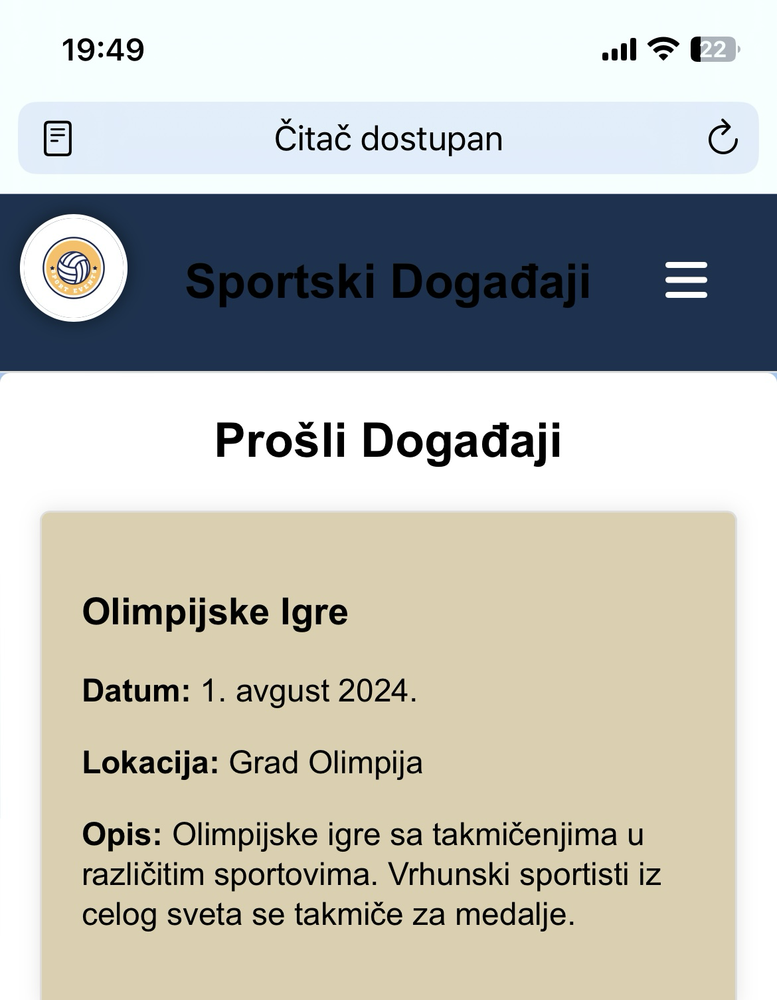 19:49
22
Čitač dostupan
SPORT EVENTS
Sportski Događaji
Prošli Događaji
Olimpijske Igre
Datum: 1. avgust 2024.
Lokacija: Grad Olimpija
Opis: Olimpijske igre sa takmičenjima u
različitim sportovima. Vrhunski sportisti iz
celog sveta se takmiče za medalje.